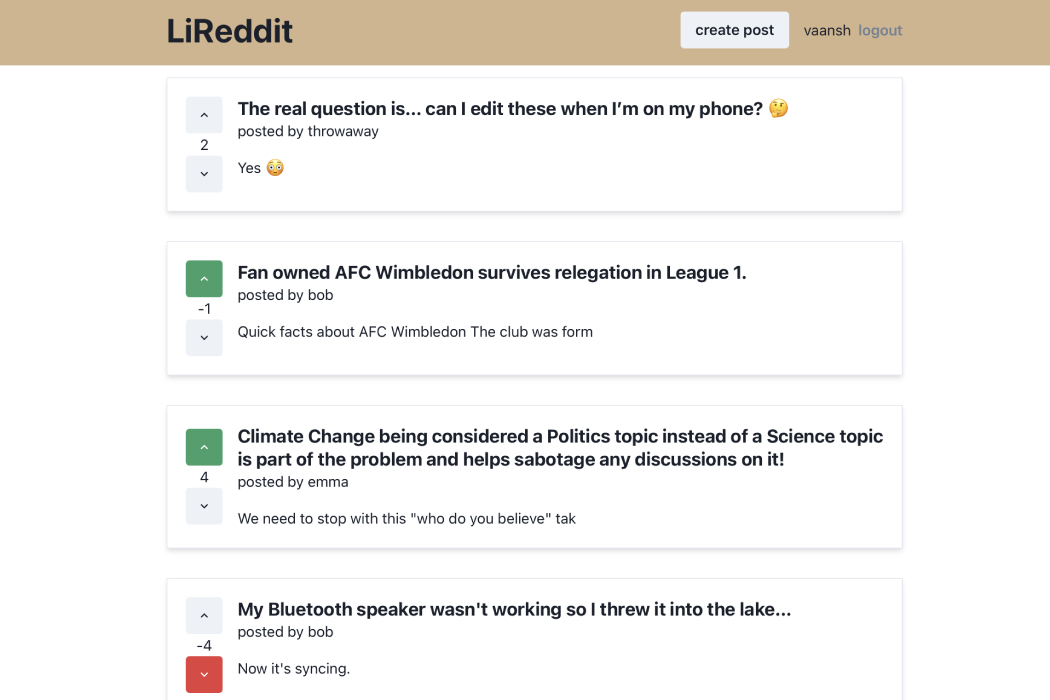 LiReddit
create post
vaansh logout
The real question is... can I edit these when I’m on my phone? 🤔
posted by throwaway
2
Yes 😳
Fan owned AFC Wimbledon survives relegation in League 1.
posted by bob
-1
Quick facts about AFC Wimbledon The club was form
Climate Change being considered a Politics topic instead of a Science topic
is part of the problem and helps sabotage any discussions on it!
posted by emma
4
We need to stop with this "who do you believe" tak
My Bluetooth speaker wasn't working so I threw it into the lake...
posted by bob
-4
Now it's syncing.